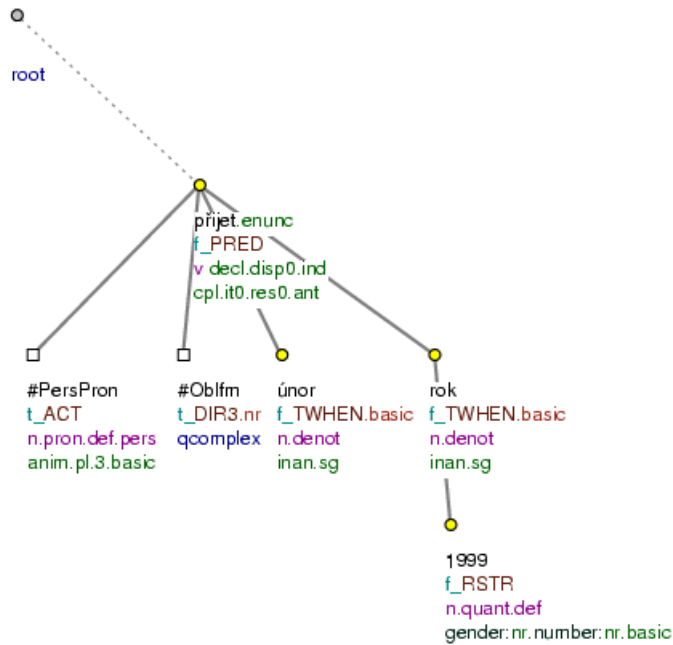 root
přijet.enunc
f_PRED
v decl.disp0.ind
cpl.it0.res0.ant
#PersPron
t_ACT
n.pron.def.pers
anim.pl.3.basic
#Oblfm
t_DIR3.nr
qcomplex
únor
f_TWHEN.basic
n.denot
inan.sg
rok
f_TWHEN.basic
n.denot
inan.sg
1999
f_RSTR
n.quant.def
gender:nr.number:nr.basic